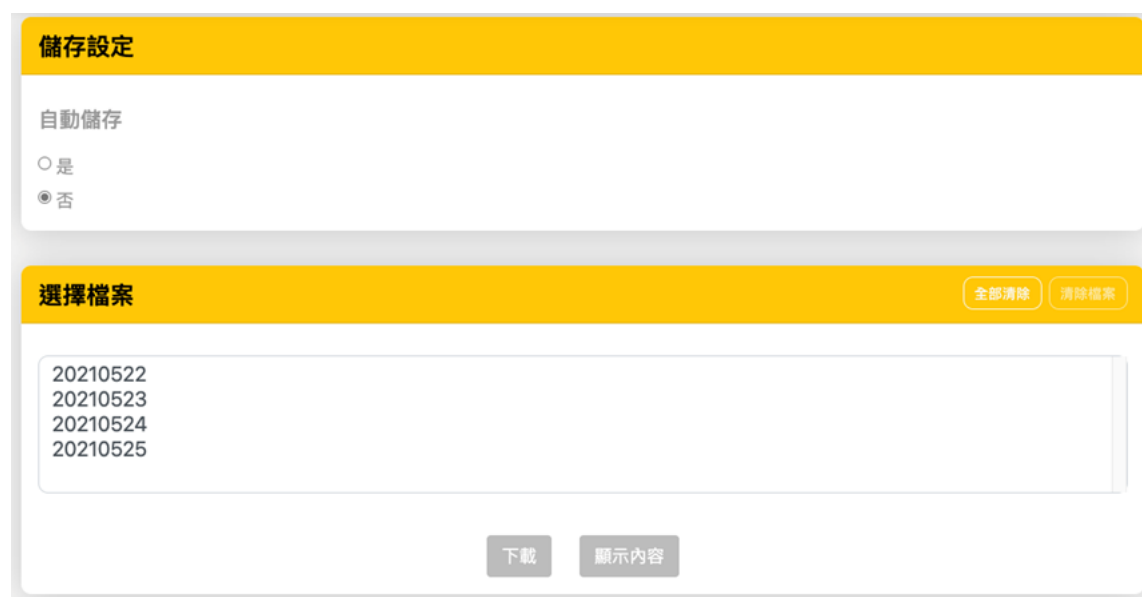 儲存設定
自動儲存
是
否
選擇檔案
全部清除 清除檔案
20210522
20210523
20210524
20210525
下載 顯示內容